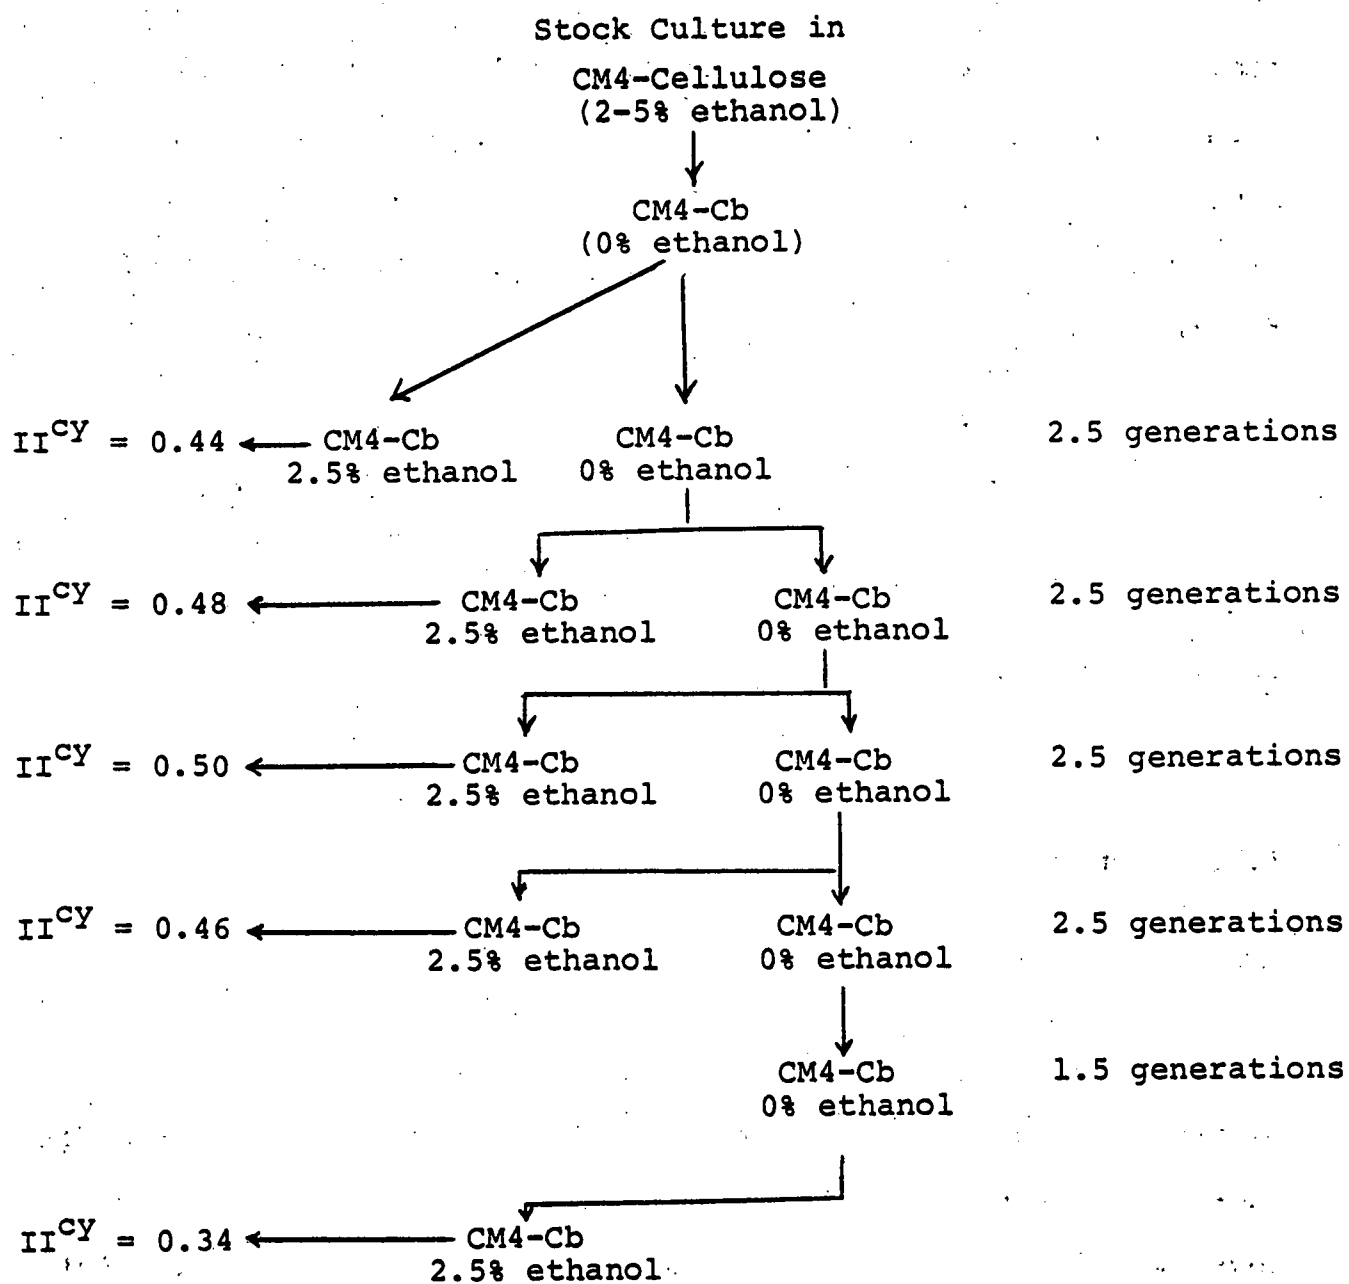 Stock Culture in
CM4-Cellulose
(2-5% ethanol)
CM4-Cb
(0% ethanol)
II^CY = 0.44 CM4-Cb CM4-Cb 2.5 generations
2.5% ethanol 0% ethanol
II^CY = 0.48 CM4-Cb CM4-Cb 2.5 generations
2.5% ethanol 0% ethanol
II^CY = 0.50 CM4-Cb CM4-Cb 2.5 generations
2.5% ethanol 0% ethanol
II^CY = 0.46 CM4-Cb CM4-Cb 2.5 generations
2.5% ethanol 0% ethanol
CM4-Cb 1.5 generations
0% ethanol
II^CY = 0.34 CM4-Cb
2.5% ethanol